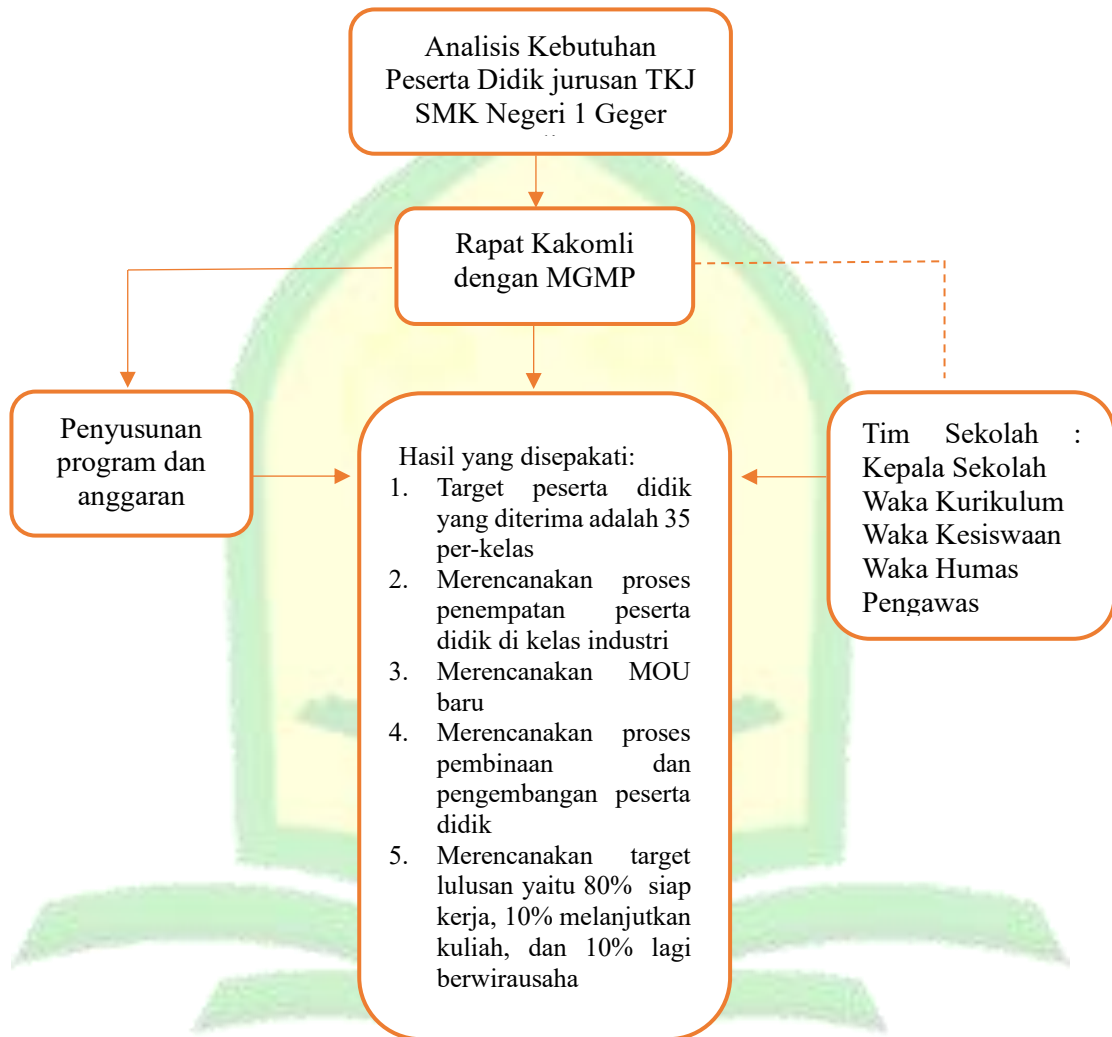 Analisis Kebutuhan
Peserta Didik jurusan TKJ
SMK Negeri 1 Geger
Rapat Kakomli
dengan MGMP
Penyusunan
program dan
anggaran
Hasil yang disepakati:
1. Target peserta didik
yang diterima adalah 35
per-kelas
2. Merencanakan proses
penempatan peserta
didik di kelas industri
3. Merencanakan MOU
baru
4. Merencanakan proses
pembinaan dan
pengembangan peserta
didik
5. Merencanakan target
lulusan yaitu 80% siap
kerja, 10% melanjutkan
kuliah, dan 10% lagi
berwirausaha
Tim Sekolah :
Kepala Sekolah
Waka Kurikulum
Waka Kesiswaan
Waka Humas
Pengawas